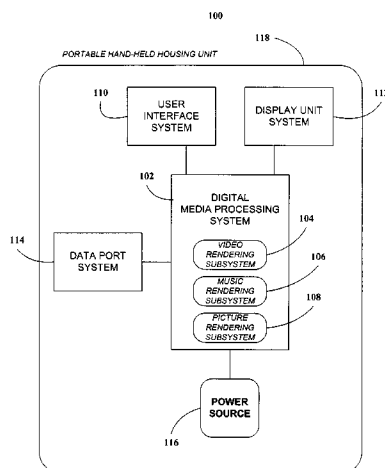 100
PORTABLE HAND-HELD HOUSING UNIT
118
110
USER
INTERFACE
SYSTEM
DISPLAY UNIT
SYSTEM
102
DIGITAL
MEDIA PROCESSING
SYSTEM
VIDEO
RENDERING
SUBSYSTEM
104
MUSIC
RENDERING
SUBSYSTEM
106
PICTURE
RENDERING
SUBSYSTEM
108
114
DATA PORT
SYSTEM
POWER
SOURCE
116